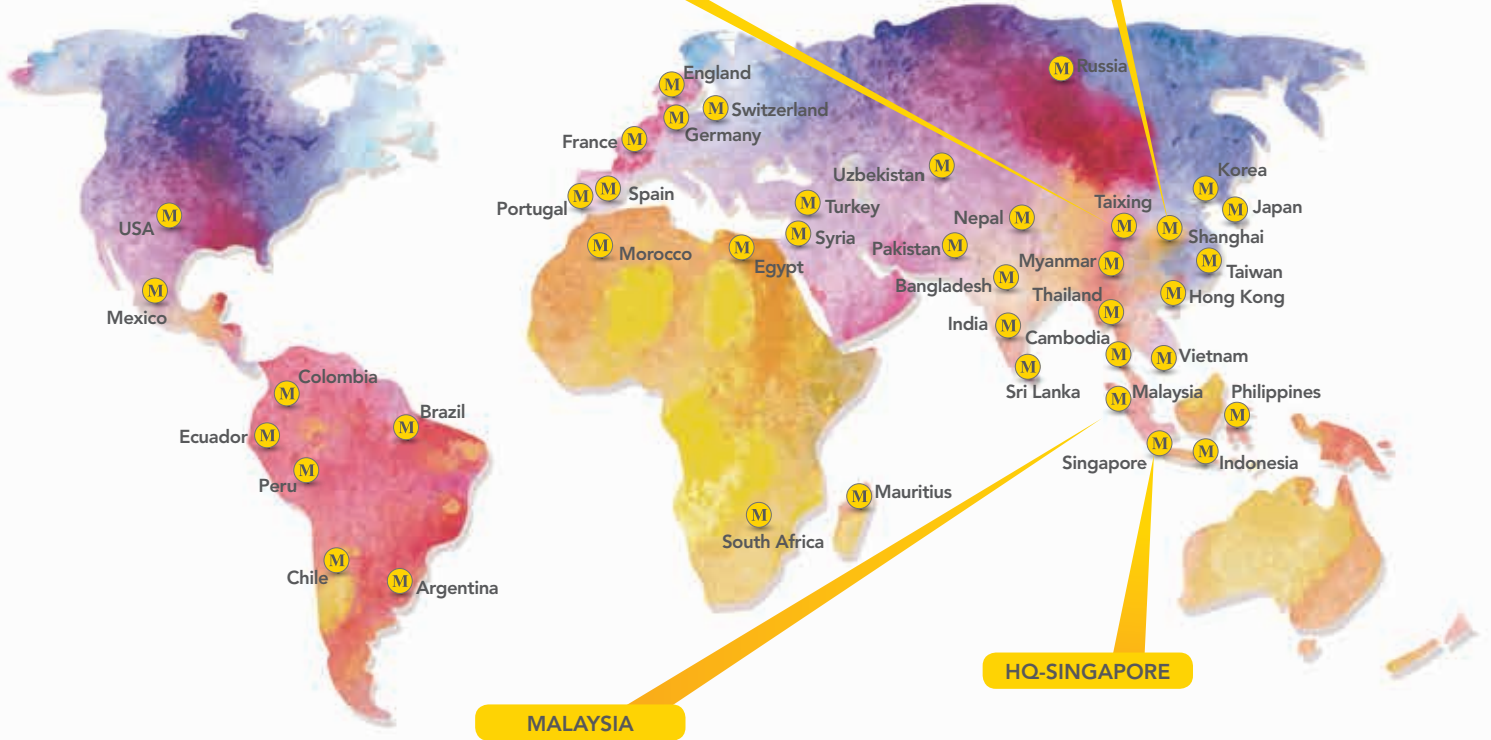 M England
M Russia
M Switzerland
M Germany
France M
Uzbekistan M
M Korea
M Spain
Portugal M
M Turkey
Taixing
M
M Japan
USA M
Nepal M
M Shanghai
M Syria
M Morocco
M Egypt
Pakistan M
Myanmar M
M Taiwan
Bangladesh M
M Hong Kong
Mexico M
Thailand
M
India M
Cambodia
M
M Vietnam
M
Sri Lanka
M Colombia
M Malaysia
Philippines
M
Brazil
M
Ecuador M
Peru M
Singapore M
M Indonesia
M Mauritius
M
South Africa
Chile M
M Argentina
HQ-SINGAPORE
MALAYSIA